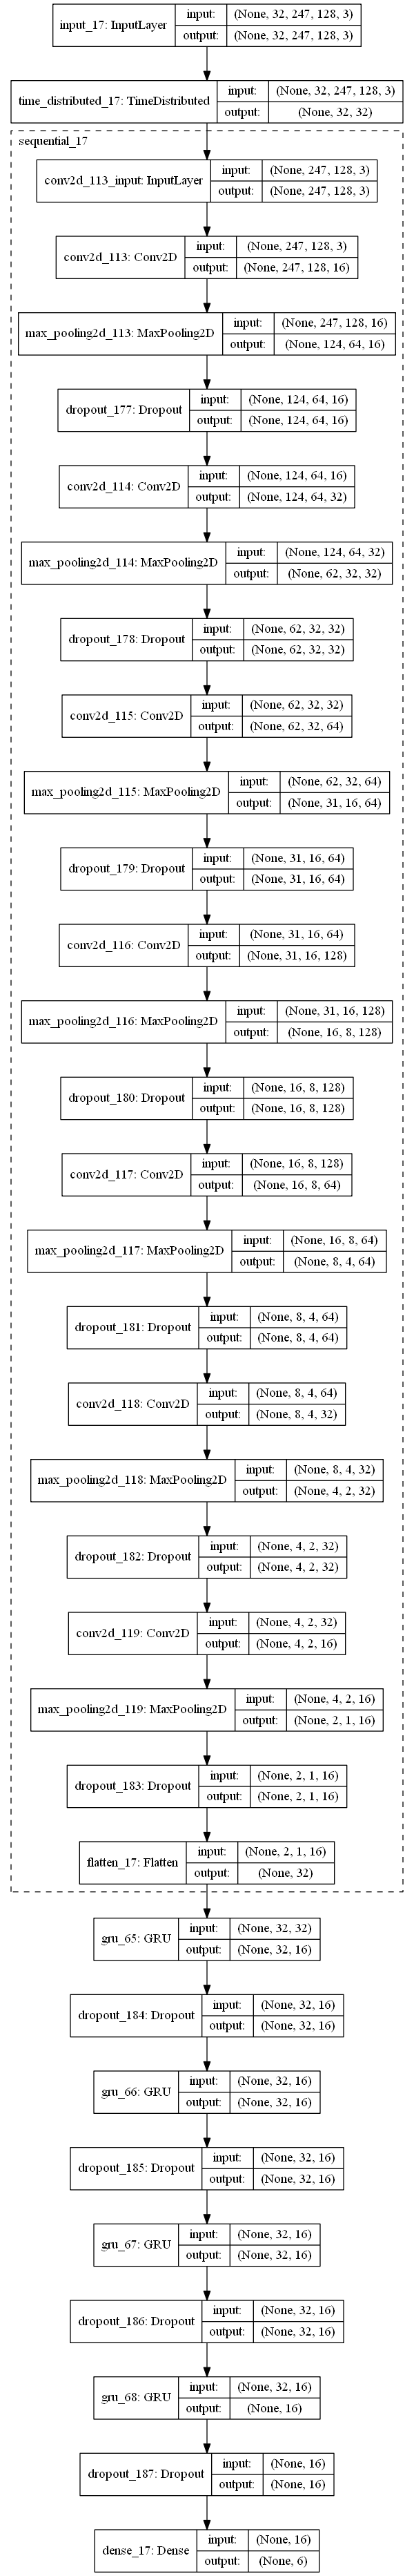 input_17: InputLayer input: (None, 32, 247, 128, 3)
output: (None, 32, 247, 128, 3)
time_distributed_17: TimeDistributed input: (None, 32, 247, 128, 3)
output: (None, 32, 32)
sequential_17
conv2d_113_input: InputLayer input: (None, 247, 128, 3)
output: (None, 247, 128, 3)
conv2d_113: Conv2D input: (None, 247, 128, 3)
output: (None, 247, 128, 16)
max_pooling2d_113: MaxPooling2D input: (None, 247, 128, 16)
output: (None, 124, 64, 16)
dropout_177: Dropout input: (None, 124, 64, 16)
output: (None, 124, 64, 16)
conv2d_114: Conv2D input: (None, 124, 64, 16)
output: (None, 124, 64, 32)
max_pooling2d_114: MaxPooling2D input: (None, 124, 64, 32)
output: (None, 62, 32, 32)
dropout_178: Dropout input: (None, 62, 32, 32)
output: (None, 62, 32, 32)
conv2d_115: Conv2D input: (None, 62, 32, 32)
output: (None, 62, 32, 64)
max_pooling2d_115: MaxPooling2D input: (None, 62, 32, 64)
output: (None, 31, 16, 64)
dropout_179: Dropout input: (None, 31, 16, 64)
output: (None, 31, 16, 64)
conv2d_116: Conv2D input: (None, 31, 16, 64)
output: (None, 31, 16, 128)
max_pooling2d_116: MaxPooling2D input: (None, 31, 16, 128)
output: (None, 16, 8, 128)
dropout_180: Dropout input: (None, 16, 8, 128)
output: (None, 16, 8, 128)
conv2d_117: Conv2D input: (None, 16, 8, 128)
output: (None, 16, 8, 64)
max_pooling2d_117: MaxPooling2D input: (None, 16, 8, 64)
output: (None, 8, 4, 64)
dropout_181: Dropout input: (None, 8, 4, 64)
output: (None, 8, 4, 64)
conv2d_118: Conv2D input: (None, 8, 4, 64)
output: (None, 8, 4, 32)
max_pooling2d_118: MaxPooling2D input: (None, 8, 4, 32)
output: (None, 4, 2, 32)
dropout_182: Dropout input: (None, 4, 2, 32)
output: (None, 4, 2, 32)
conv2d_119: Conv2D input: (None, 4, 2, 32)
output: (None, 4, 2, 16)
max_pooling2d_119: MaxPooling2D input: (None, 4, 2, 16)
output: (None, 2, 1, 16)
dropout_183: Dropout input: (None, 2, 1, 16)
output: (None, 2, 1, 16)
flatten_17: Flatten input: (None, 2, 1, 16)
output: (None, 32)
gru_65: GRU input: (None, 32, 32)
output: (None, 32, 16)
dropout_184: Dropout input: (None, 32, 16)
output: (None, 32, 16)
gru_66: GRU input: (None, 32, 16)
output: (None, 32, 16)
dropout_185: Dropout input: (None, 32, 16)
output: (None, 32, 16)
gru_67: GRU input: (None, 32, 16)
output: (None, 32, 16)
dropout_186: Dropout input: (None, 32, 16)
output: (None, 32, 16)
gru_68: GRU input: (None, 32, 16)
output: (None, 16)
dropout_187: Dropout input: (None, 16)
output: (None, 16)
dense_17: Dense input: (None, 16)
output: (None, 6)